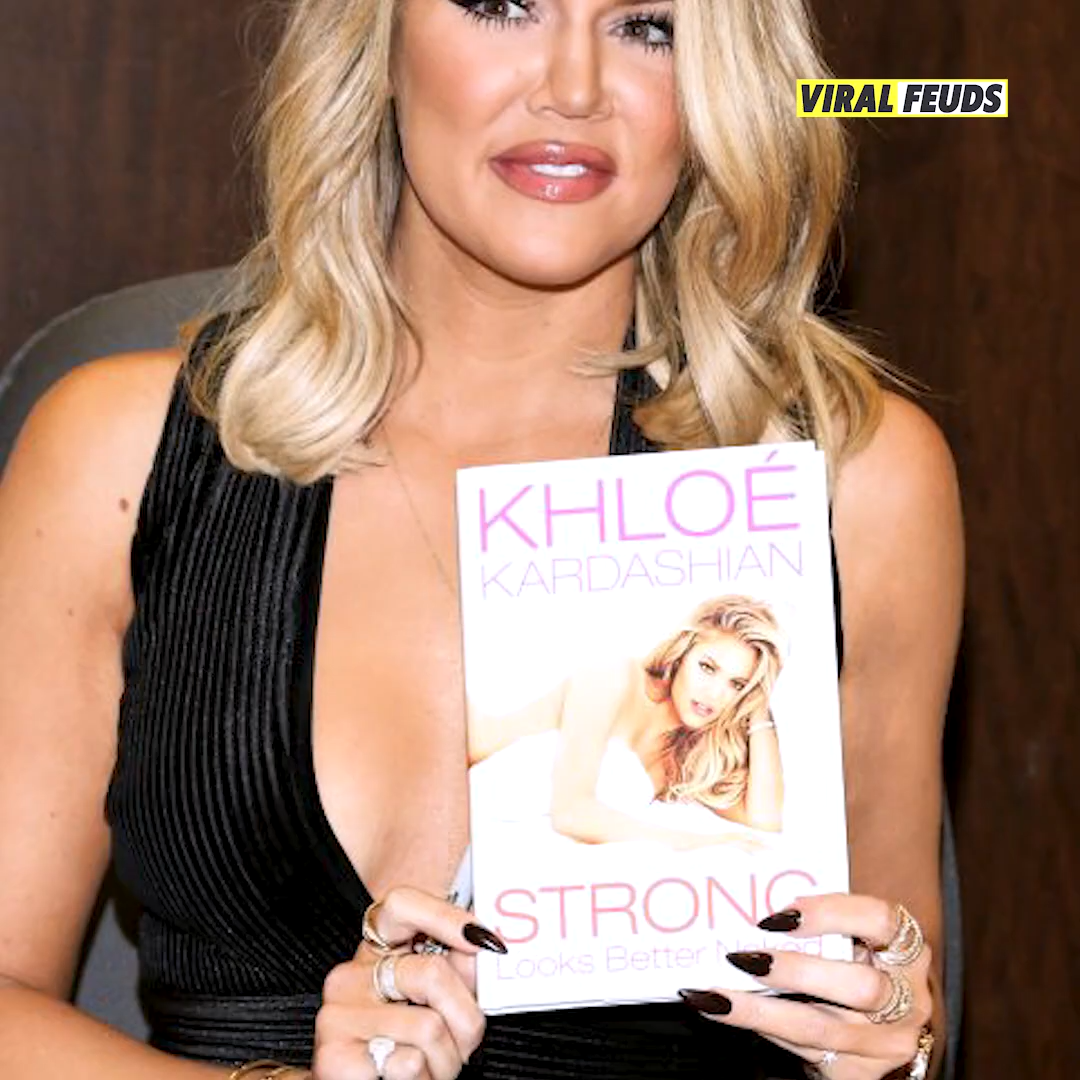 VIRAL FEUDS
KHLOÉ
KARDASHIAN
STRONG
Looks Better Naked